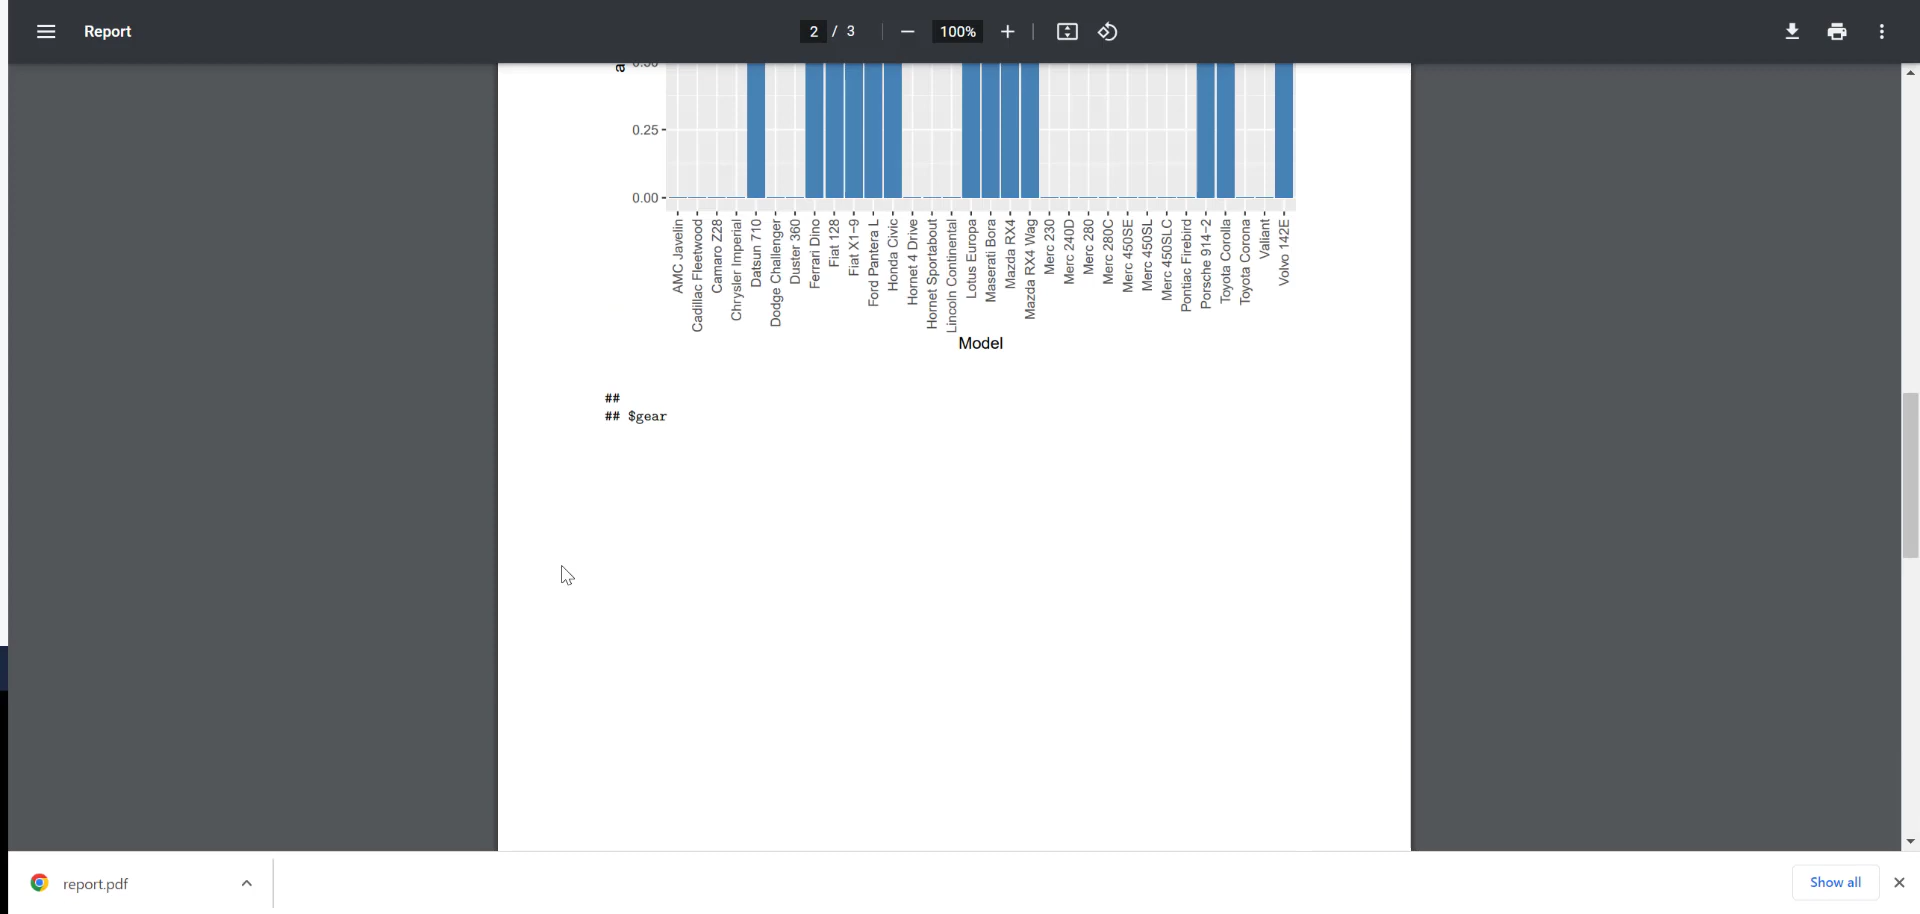 Report
2 / 3
100%
a
0.50
0.25
0.00
AMC Javelin
Cadillac Fleetwood
Camaro Z28
Chrysler Imperial
Datsun 710
Dodge Challenger
Duster 360
Ferrari Dino
Fiat 128
Fiat X1-9
Ford Pantera L
Honda Civic
Hornet 4 Drive
Hornet Sportabout
Lincoln Continental
Lotus Europa
Maserati Bora
Mazda RX4
Mazda RX4 Wag
Merc 230
Merc 240D
Merc 280
Merc 280C
Merc 450SE
Merc 450SL
Merc 450SLC
Pontiac Firebird
Porsche 914-2
Toyota Corolla
Toyota Corona
Valiant
Volvo 142E
Model
##
## $gear
report.pdf
Show all